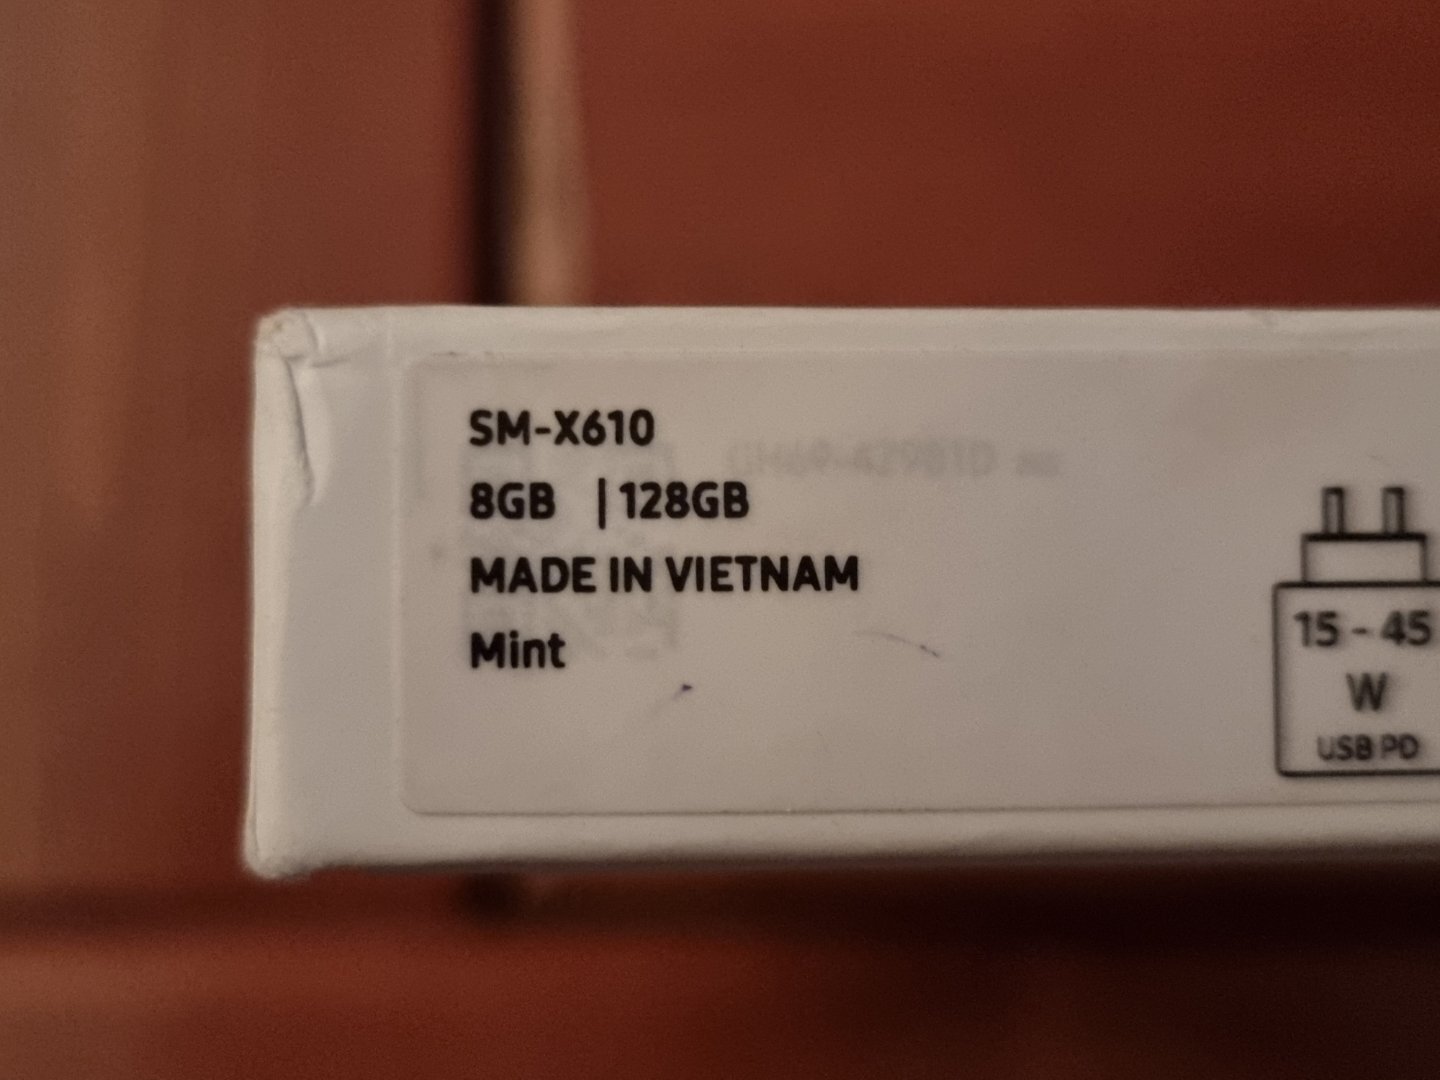 SM-X610
8GB | 128GB
MADE IN VIETNAM
Mint
15 - 45
W
USB PD